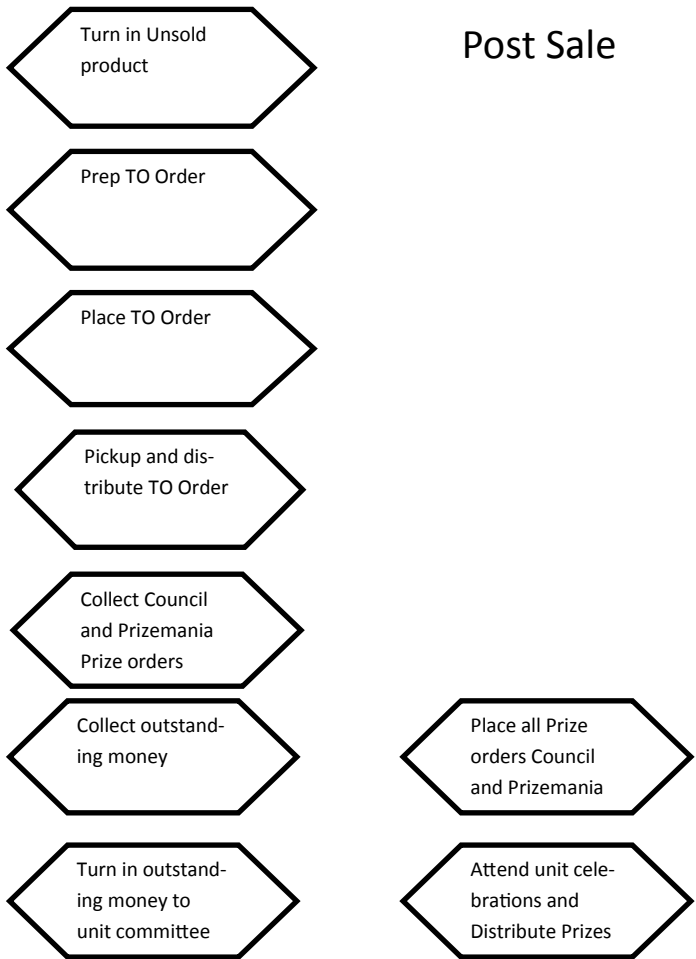 Post Sale
Turn in Unsold
product
Prep TO Order
Place TO Order
Pickup and dis-
tribute TO Order
Collect Council
and Prizemania
Prize orders
Collect outstand-
ing money
Place all Prize
orders Council
and Prizemania
Turn in outstand-
ing money to
unit committee
Attend unit cele-
brations and
Distribute Prizes